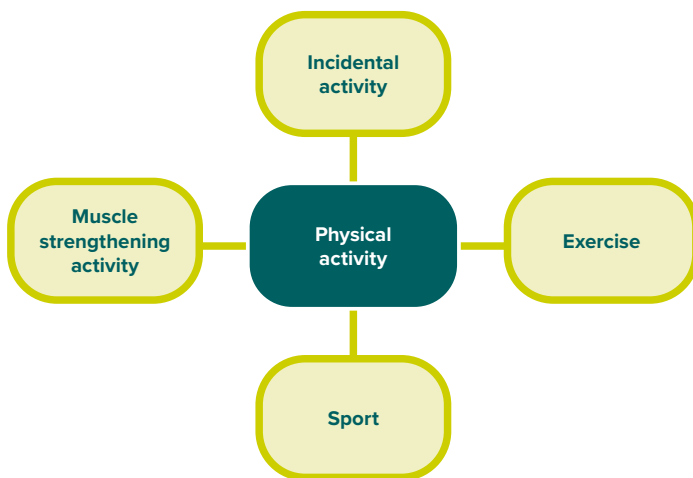 Incidental
activity
Muscle
strengthening
activity
Physical
activity
Exercise
Sport